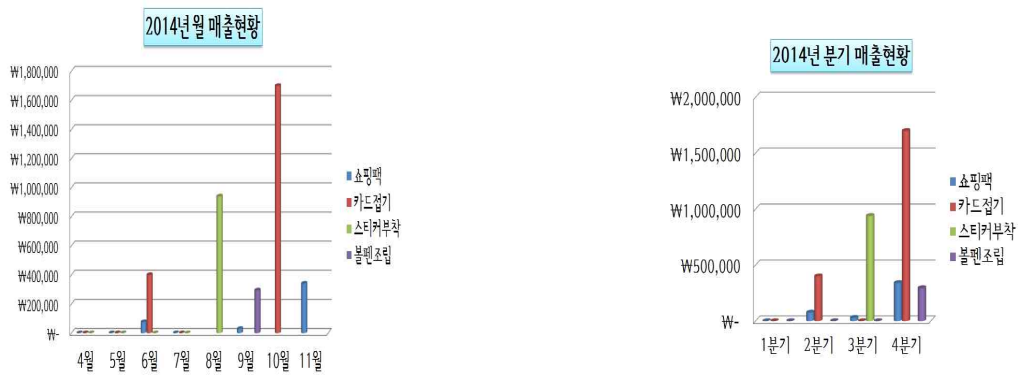 2014년 월 매출현황
₩1,800,000
₩1,600,000
₩1,400,000
₩1,200,000
₩1,000,000
₩800,000
₩600,000
₩400,000
₩200,000
₩-
4월 5월 6월 7월 8월 9월 10월 11월
쇼핑팩
카드접기
스티커부착
볼펜조립
2014년 분기 매출현황
₩2,000,000
₩1,500,000
₩1,000,000
₩500,000
₩-
1분기 2분기 3분기 4분기
쇼핑팩
카드접기
스티커부착
볼펜조립